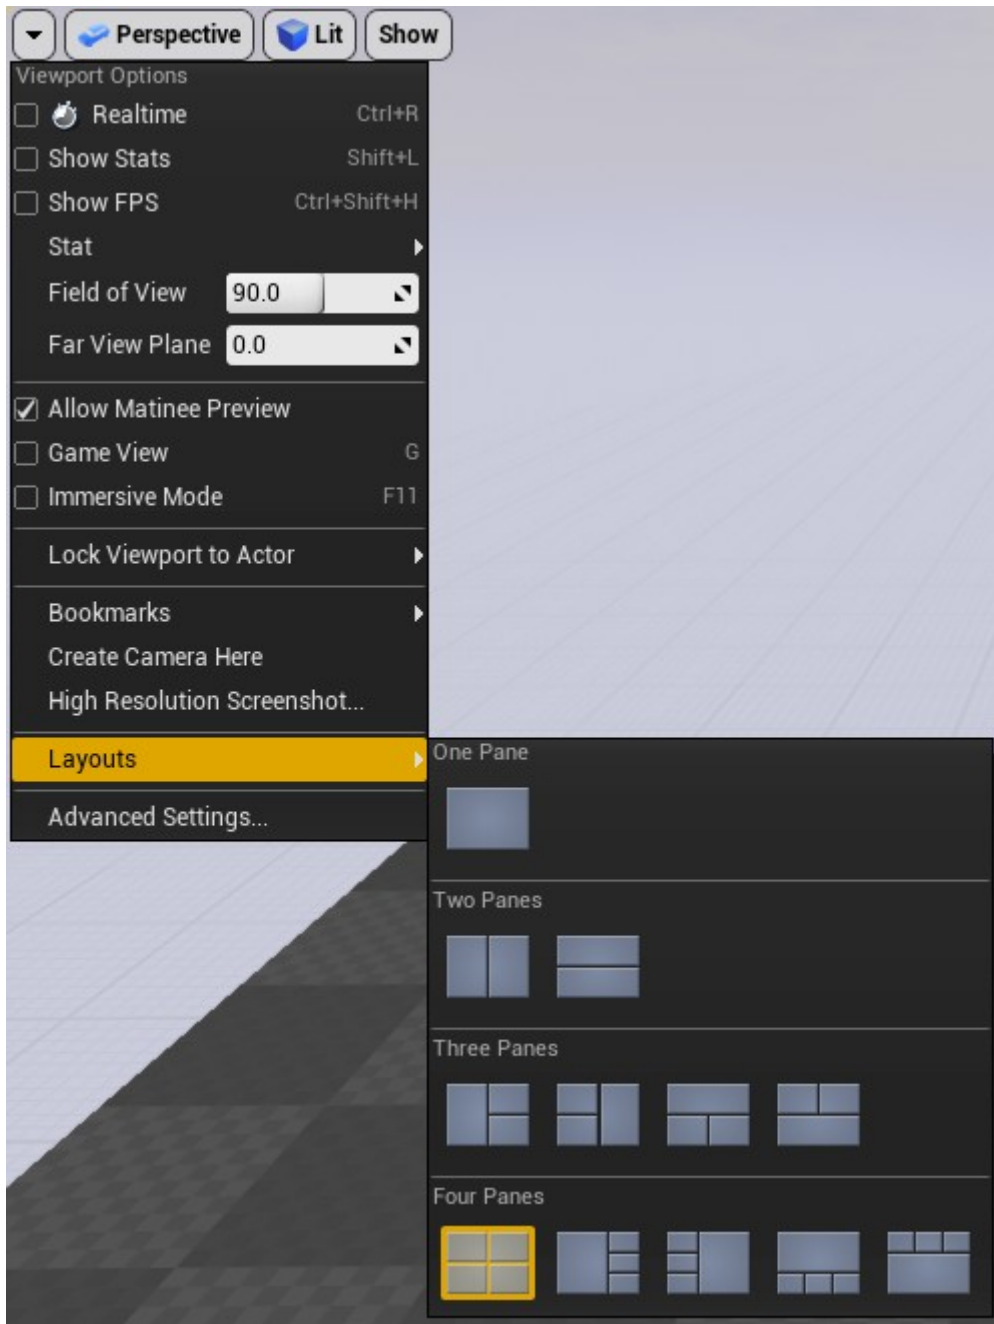 Perspective Lit Show
Viewport Options
Realtime Ctrl+R
Show Stats Shift+L
Show FPS Ctrl+Shift+H
Stat
Field of View 90.0
Far View Plane 0.0
Allow Matinee Preview
Game View G
Immersive Mode F11
Lock Viewport to Actor
Bookmarks
Create Camera Here
High Resolution Screenshot...
Layouts
Advanced Settings...
One Pane
Two Panes
Three Panes
Four Panes